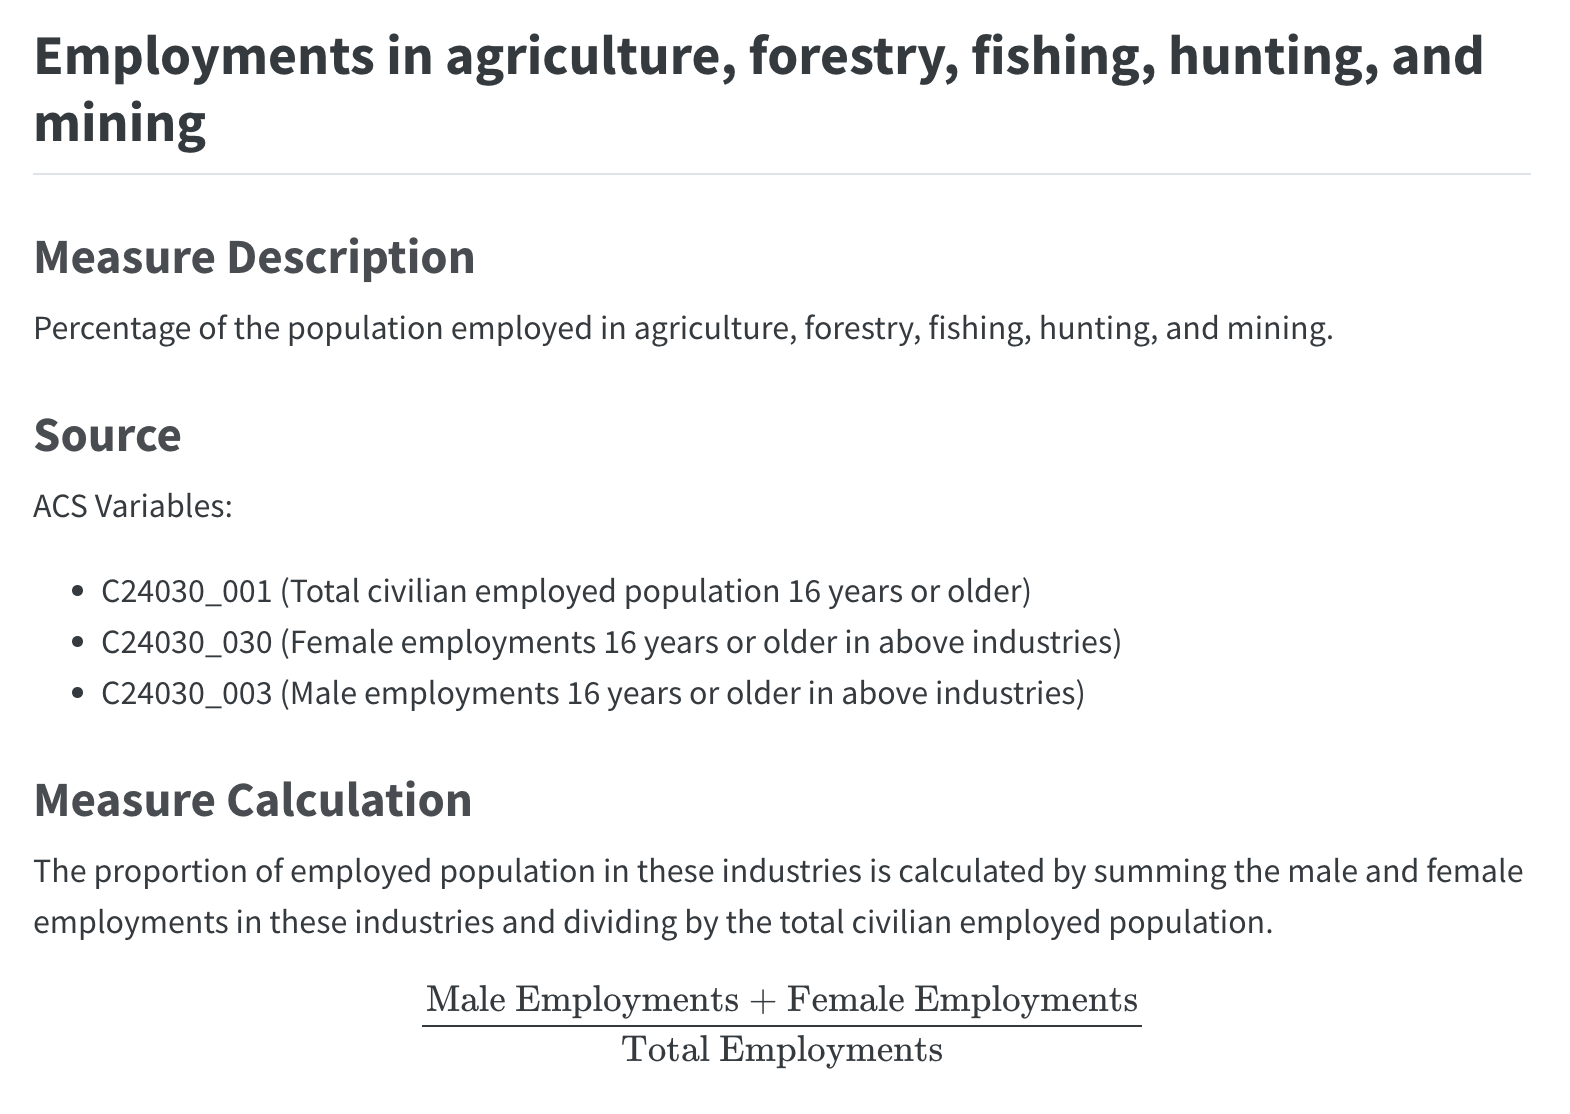 Employments in agriculture, forestry, fishing, hunting, and
mining
Measure Description
Percentage of the population employed in agriculture, forestry, fishing, hunting, and mining.
Source
ACS Variables:
• C24030_001 (Total civilian employed population 16 years or older)
• C24030_030 (Female employments 16 years or older in above industries)
• C24030_003 (Male employments 16 years or older in above industries)
Measure Calculation
The proportion of employed population in these industries is calculated by summing the male and female
employments in these industries and dividing by the total civilian employed population.
Male Employments + Female Employments
Total Employments